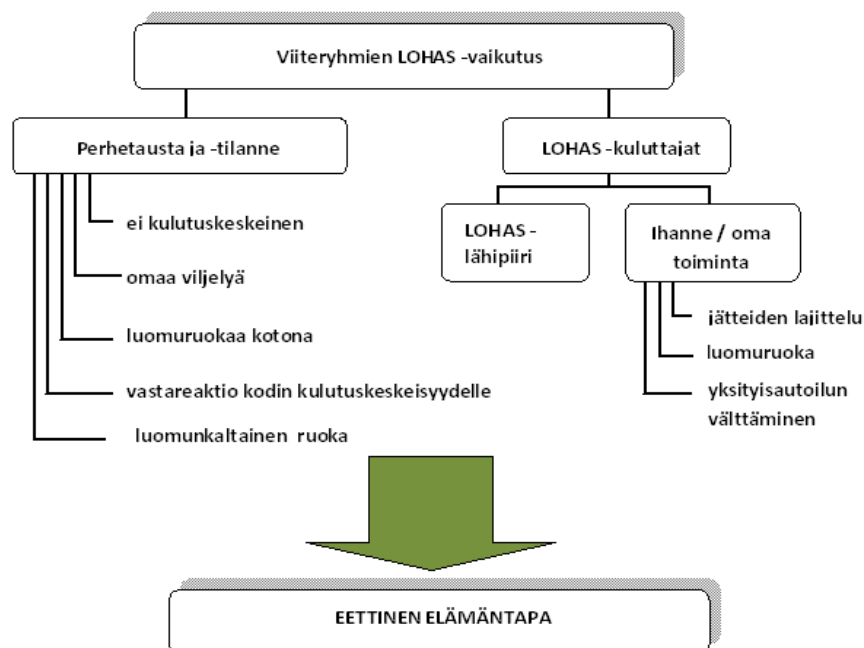 Viiteryhmien LOHAS -vaikutus
Perhetausta ja -tilanne
ei kulutuskeskeinen
omaa viljelyä
luomuruokaa kotona
vastareaktio kodin kulutuskeskeisyydelle
luomunkaltainen ruoka
LOHAS -kuluttajat
LOHAS -
lähipiiri
Ihanne / oma
toiminta
jätteiden lajittelu
luomuruoka
yksityisautoilun
välttäminen
EETTINEN ELÄMÄNTAPA